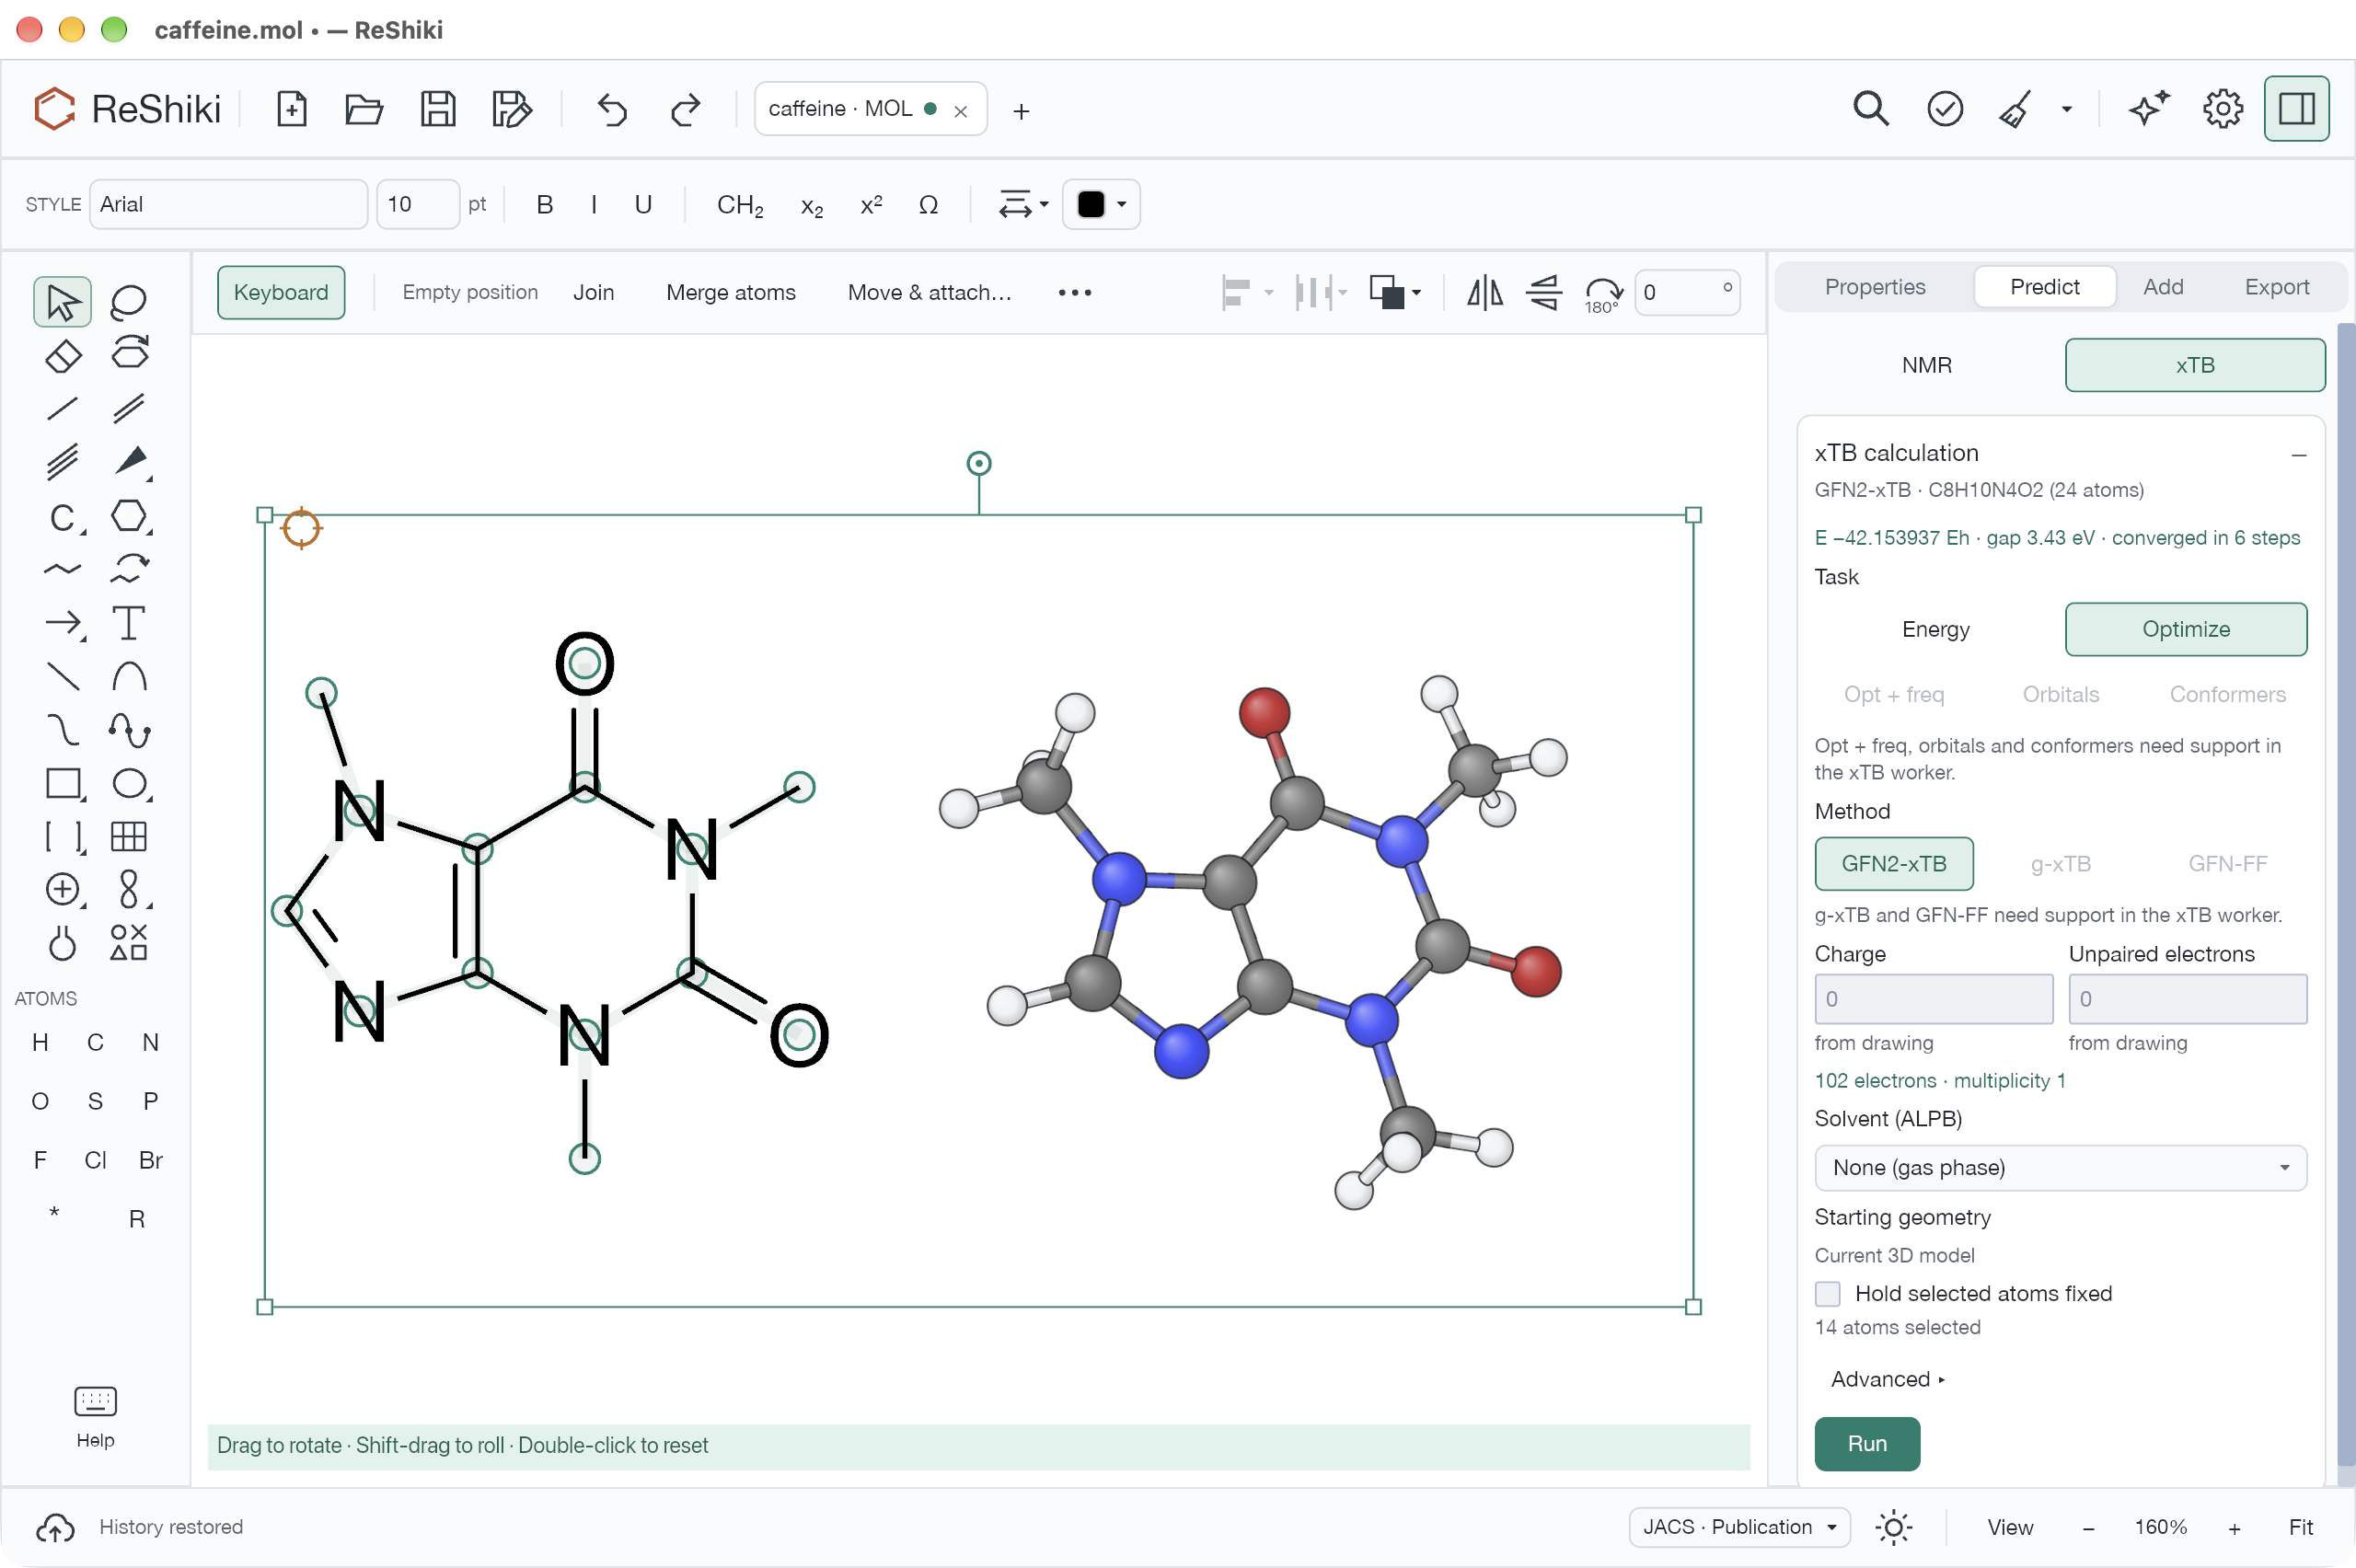 caffeine.mol • — ReShiki
ReShiki
caffeine · MOL
STYLE Arial 10 pt B I U CH₂ x₂ x² Ω
Keyboard Empty position Join Merge atoms Move & attach... 180° 0 °
Properties Predict Add Export
NMR xTB
xTB calculation
GFN2-xTB · C8H10N4O2 (24 atoms)
E −42.153937 Eh · gap 3.43 eV · converged in 6 steps
Task
Energy Optimize
Opt + freq Orbitals Conformers
Opt + freq, orbitals and conformers need support in
the xTB worker.
Method
GFN2-xTB g-xTB GFN-FF
g-xTB and GFN-FF need support in the xTB worker.
Charge Unpaired electrons
0 0
from drawing from drawing
102 electrons · multiplicity 1
Solvent (ALPB)
None (gas phase)
Starting geometry
Current 3D model
Hold selected atoms fixed
14 atoms selected
Advanced
Run
C
T
ATOMS
H C N
O S P
F Cl Br
* R
Help
O
N
N
N
N
O
Drag to rotate · Shift-drag to roll · Double-click to reset
History restored
JACS · Publication View − 160% + Fit